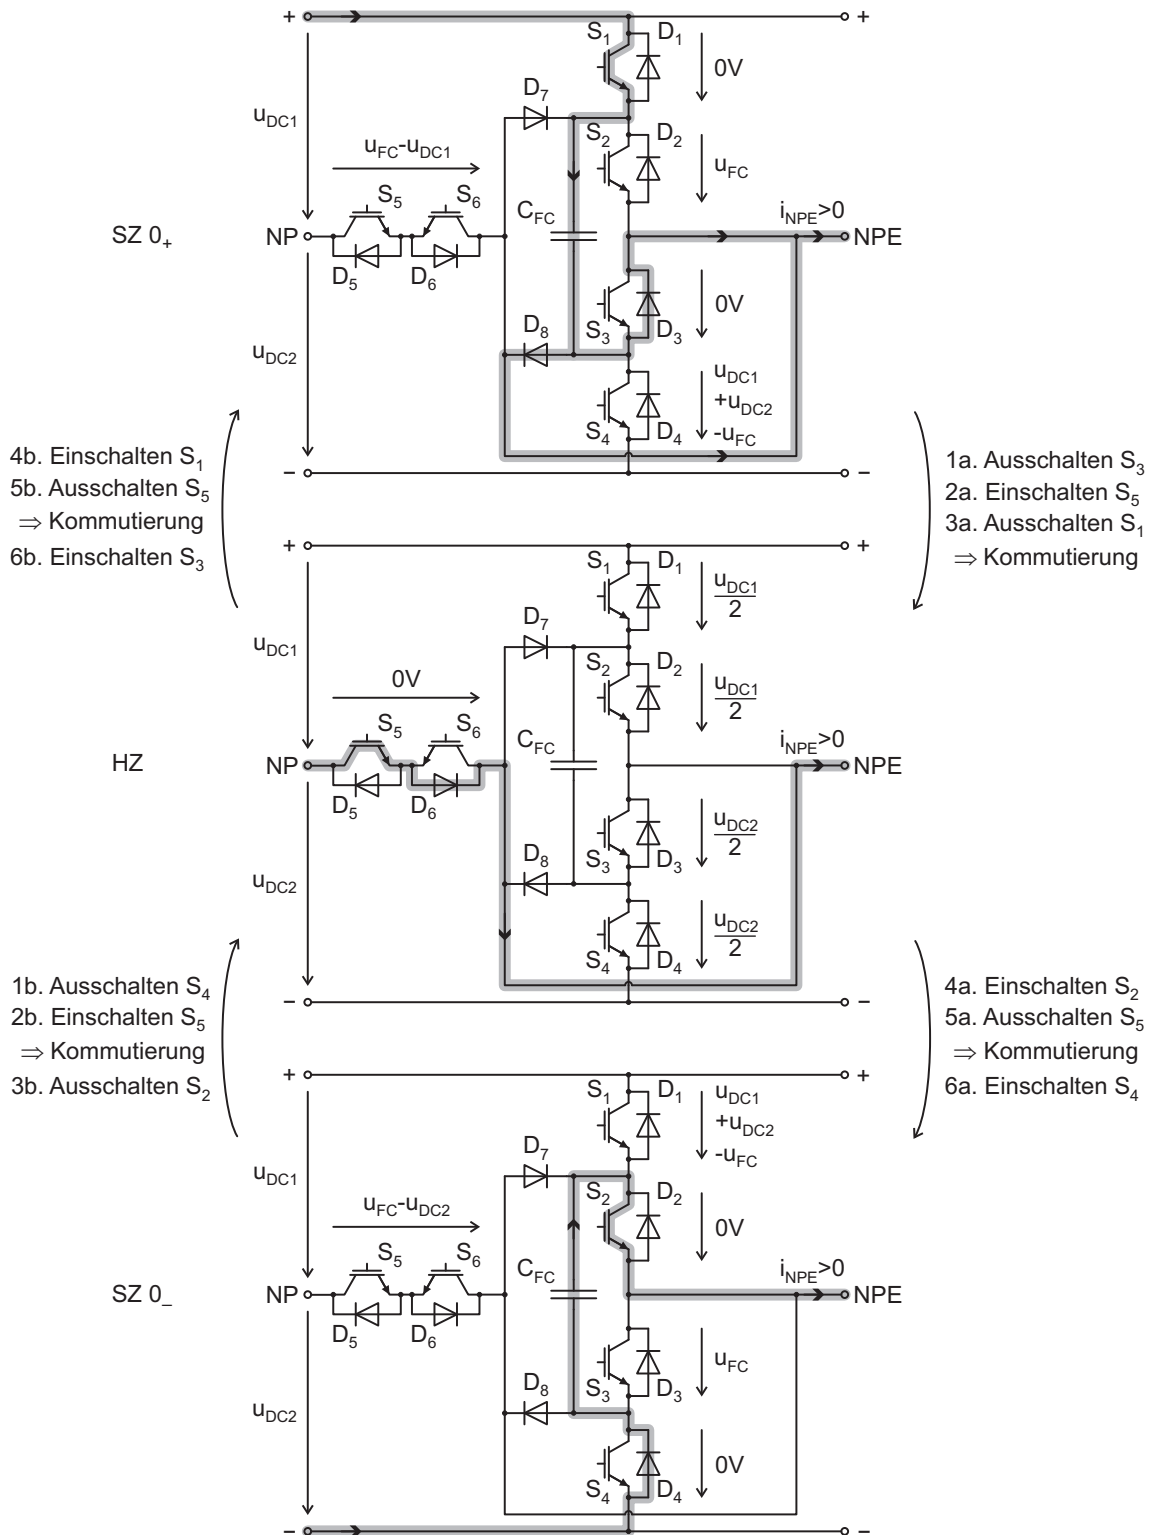 + +
S1 D1
0V
uDC1
D7
uFC-uDC1
S2 D2
uFC
S5 S6
CFC
iNPE>0
SZ 0+
NP
NPE
D5 D6
0V
D8
S3 D3
uDC2
uDC1
+uDC2
-uFC
S4 D4
− −
4b. Einschalten S1
5b. Ausschalten S5
⇒ Kommutierung
6b. Einschalten S3
1a. Ausschalten S3
2a. Einschalten S5
3a. Ausschalten S1
⇒ Kommutierung
+ +
S1 D1
uDC1
2
uDC1
D7
0V
S2 D2
uDC1
2
S5 S6
CFC
iNPE>0
HZ
NP
NPE
D5 D6
uDC2
2
D8
S3 D3
uDC2
uDC2
2
S4 D4
− −
1b. Ausschalten S4
2b. Einschalten S5
⇒ Kommutierung
3b. Ausschalten S2
4a. Einschalten S2
5a. Ausschalten S5
⇒ Kommutierung
6a. Einschalten S4
+ +
S1 D1
uDC1
+uDC2
-uFC
uDC1
D7
uFC-uDC2
S2 D2
0V
S5 S6
CFC
iNPE>0
SZ 0−
NP
NPE
D5 D6
uFC
D8
S3 D3
uDC2
0V
S4 D4
− −